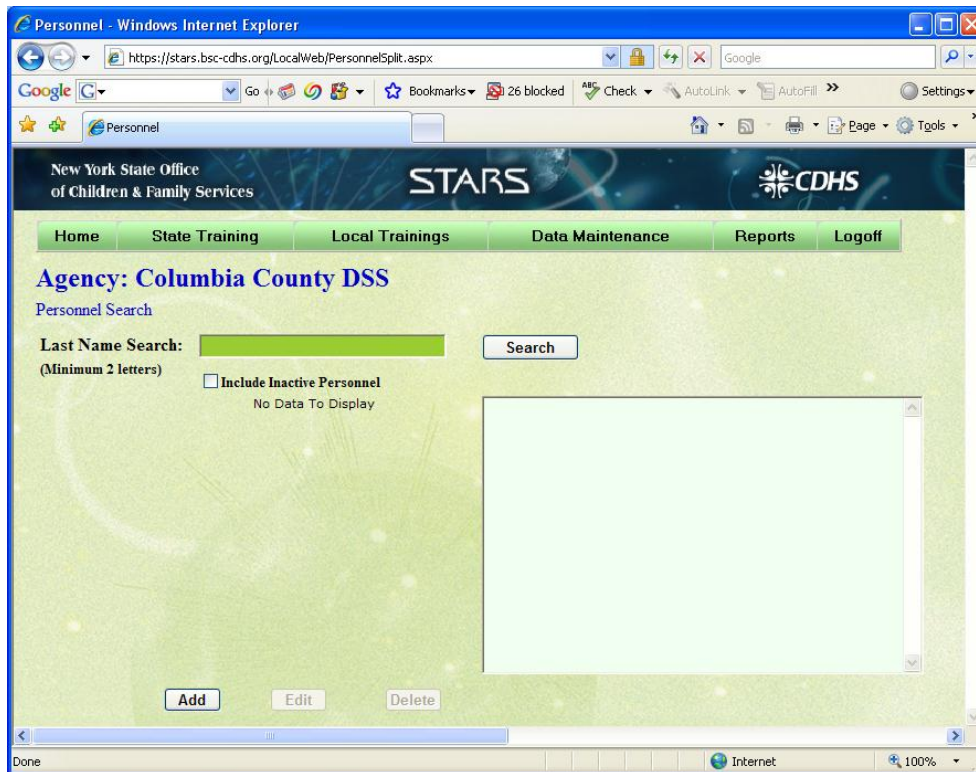 Personnel - Windows Internet Explorer
https://stars.bsc-cdhs.org/LocalWeb/PersonnelSplit.aspx
Google
Google G Go Bookmarks 26 blocked ABC Check AutoLink AutoFill >> Settings
Personnel Page Tools
New York State Office
of Children & Family Services
STARS
CDHS
Home State Training Local Trainings Data Maintenance Reports Logoff
Agency: Columbia County DSS
Personnel Search
Last Name Search: Search
(Minimum 2 letters)
Include Inactive Personnel
No Data To Display
Add Edit Delete
Done Internet 100%